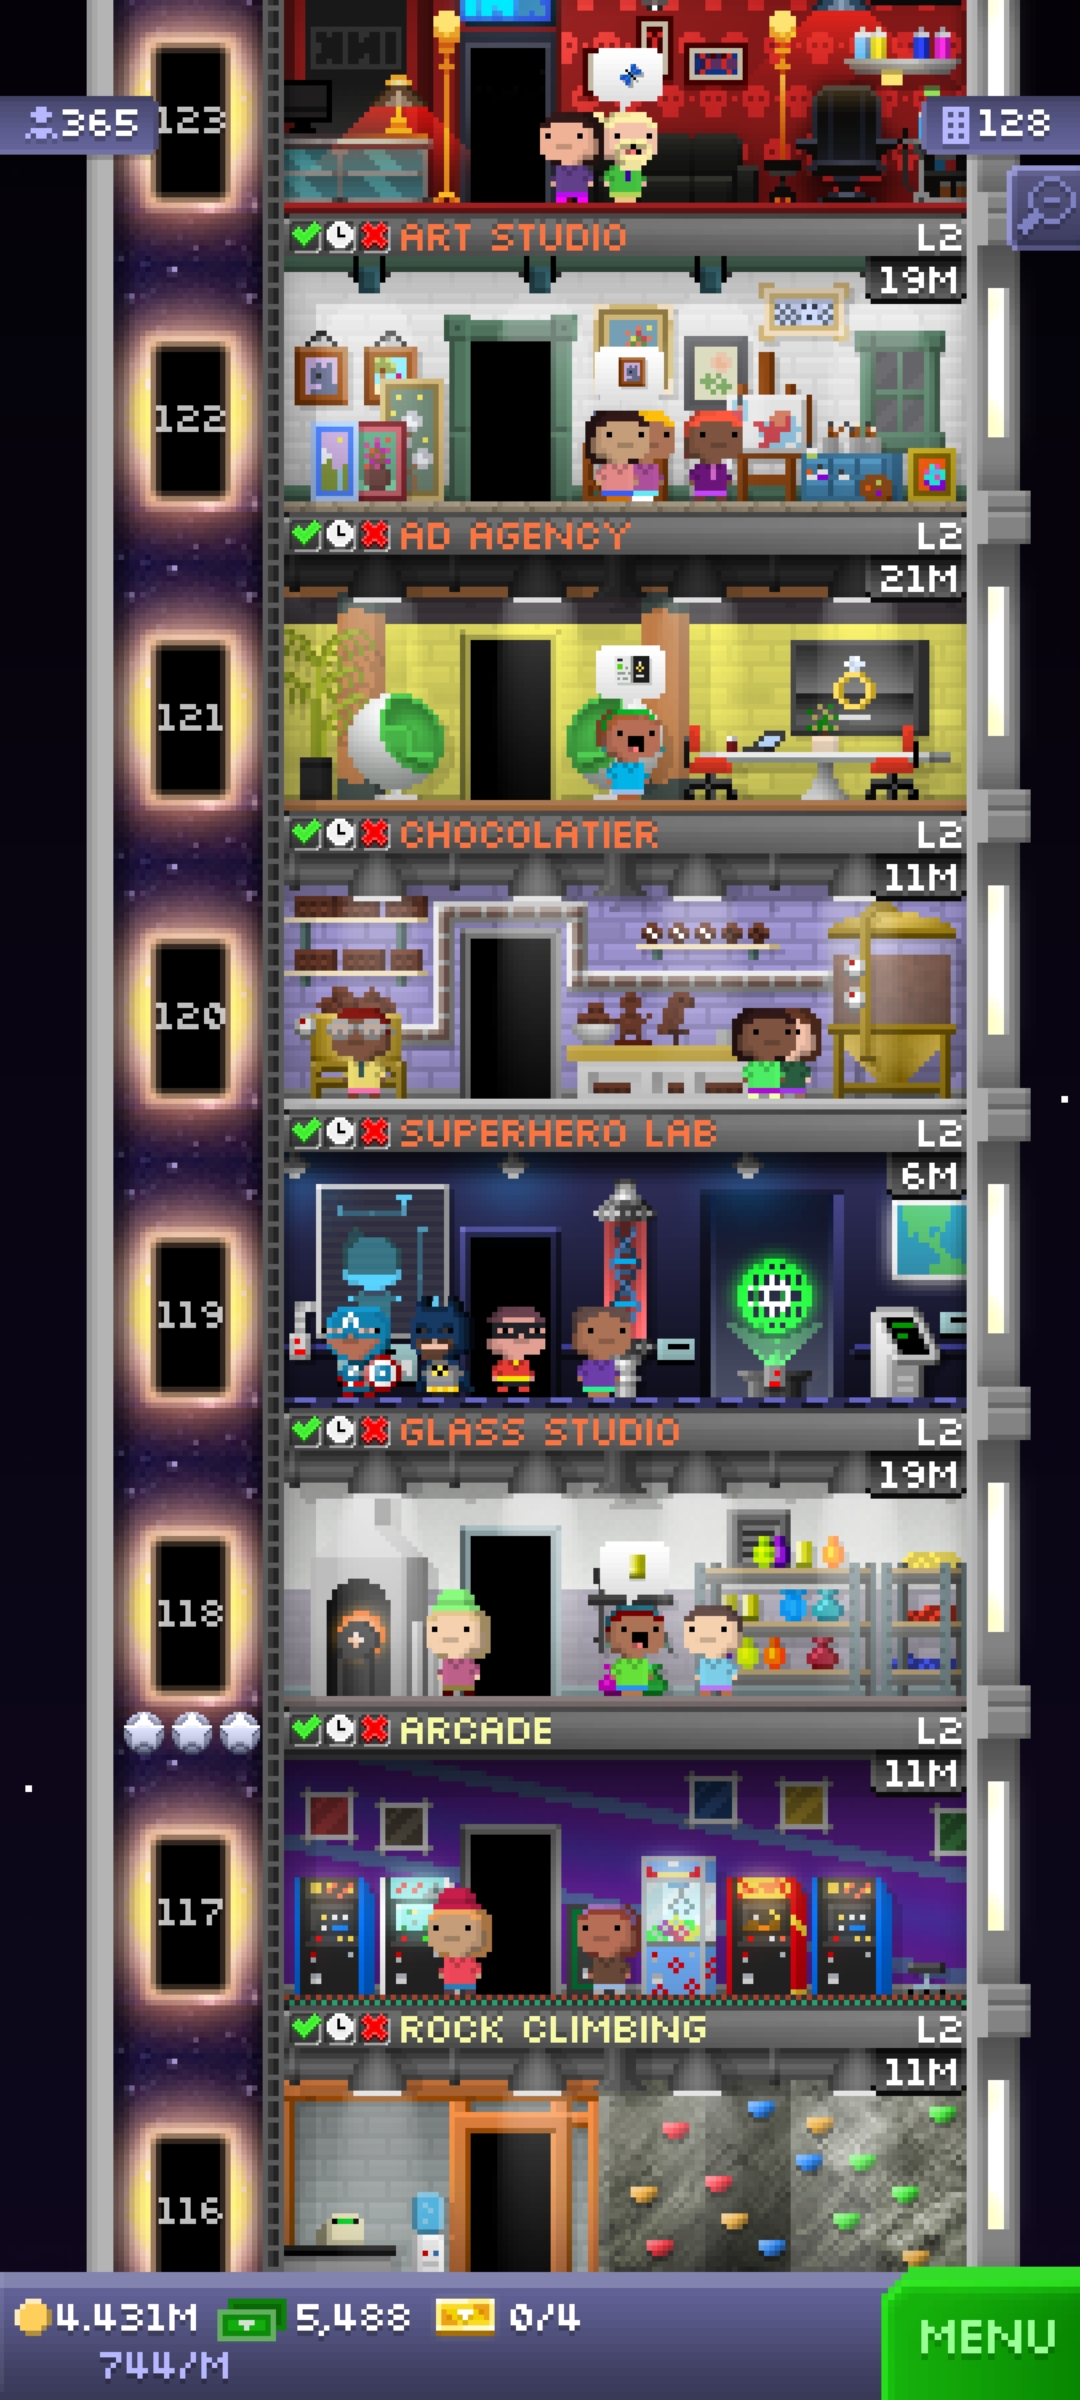 INK
123
365
128
ART STUDIO L2
19M
122
AD AGENCY L2
21M
121
CHOCOLATIER L2
11M
120
SUPERHERO LAB L2
6M
119
GLASS STUDIO L2
19M
118
ARCADE L2
11M
117
ROCK CLIMBING L2
11M
116
4.431M 5,488 0/4
744/M
MENU